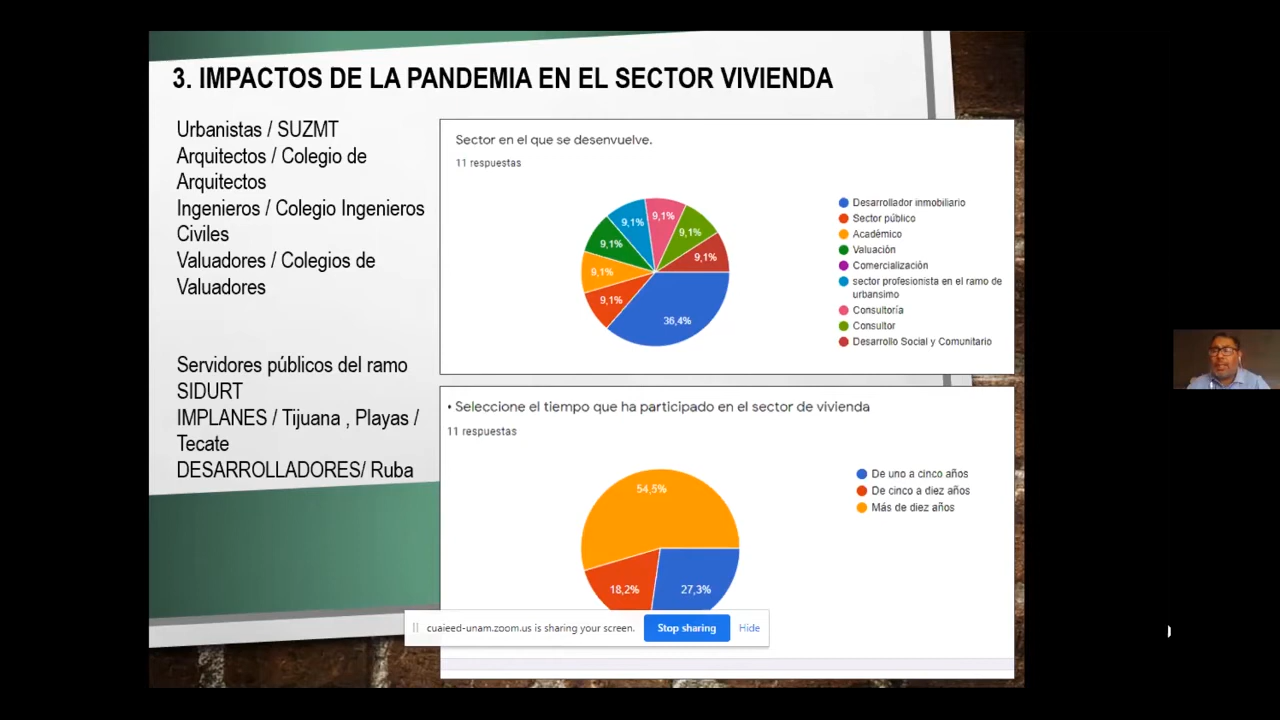 3. IMPACTOS DE LA PANDEMIA EN EL SECTOR VIVIENDA
Urbanistas / SUZMT
Arquitectos / Colegio de
Arquitectos
Ingenieros / Colegio Ingenieros
Civiles
Valuadores / Colegios de
Valuadores
Servidores públicos del ramo
SIDURT
IMPLANES / Tijuana , Playas /
Tecate
DESARROLLADORES/ Ruba
Sector en el que se desenvuelve.
11 respuestas
9,1%
9,1%
9,1%
9,1%
9,1%
9,1%
9,1%
36,4%
Desarrollador inmobiliario
Sector público
Académico
Valuación
Comercialización
sector profesionista en el ramo de
urbansimo
Consultoría
Consultor
Desarrollo Social y Comunitario
• Seleccione el tiempo que ha participado en el sector de vivienda
11 respuestas
54,5%
18,2%
27,3%
De uno a cinco años
De cinco a diez años
Más de diez años
cuaieed-unam.zoom.us is sharing your screen.
Stop sharing
Hide